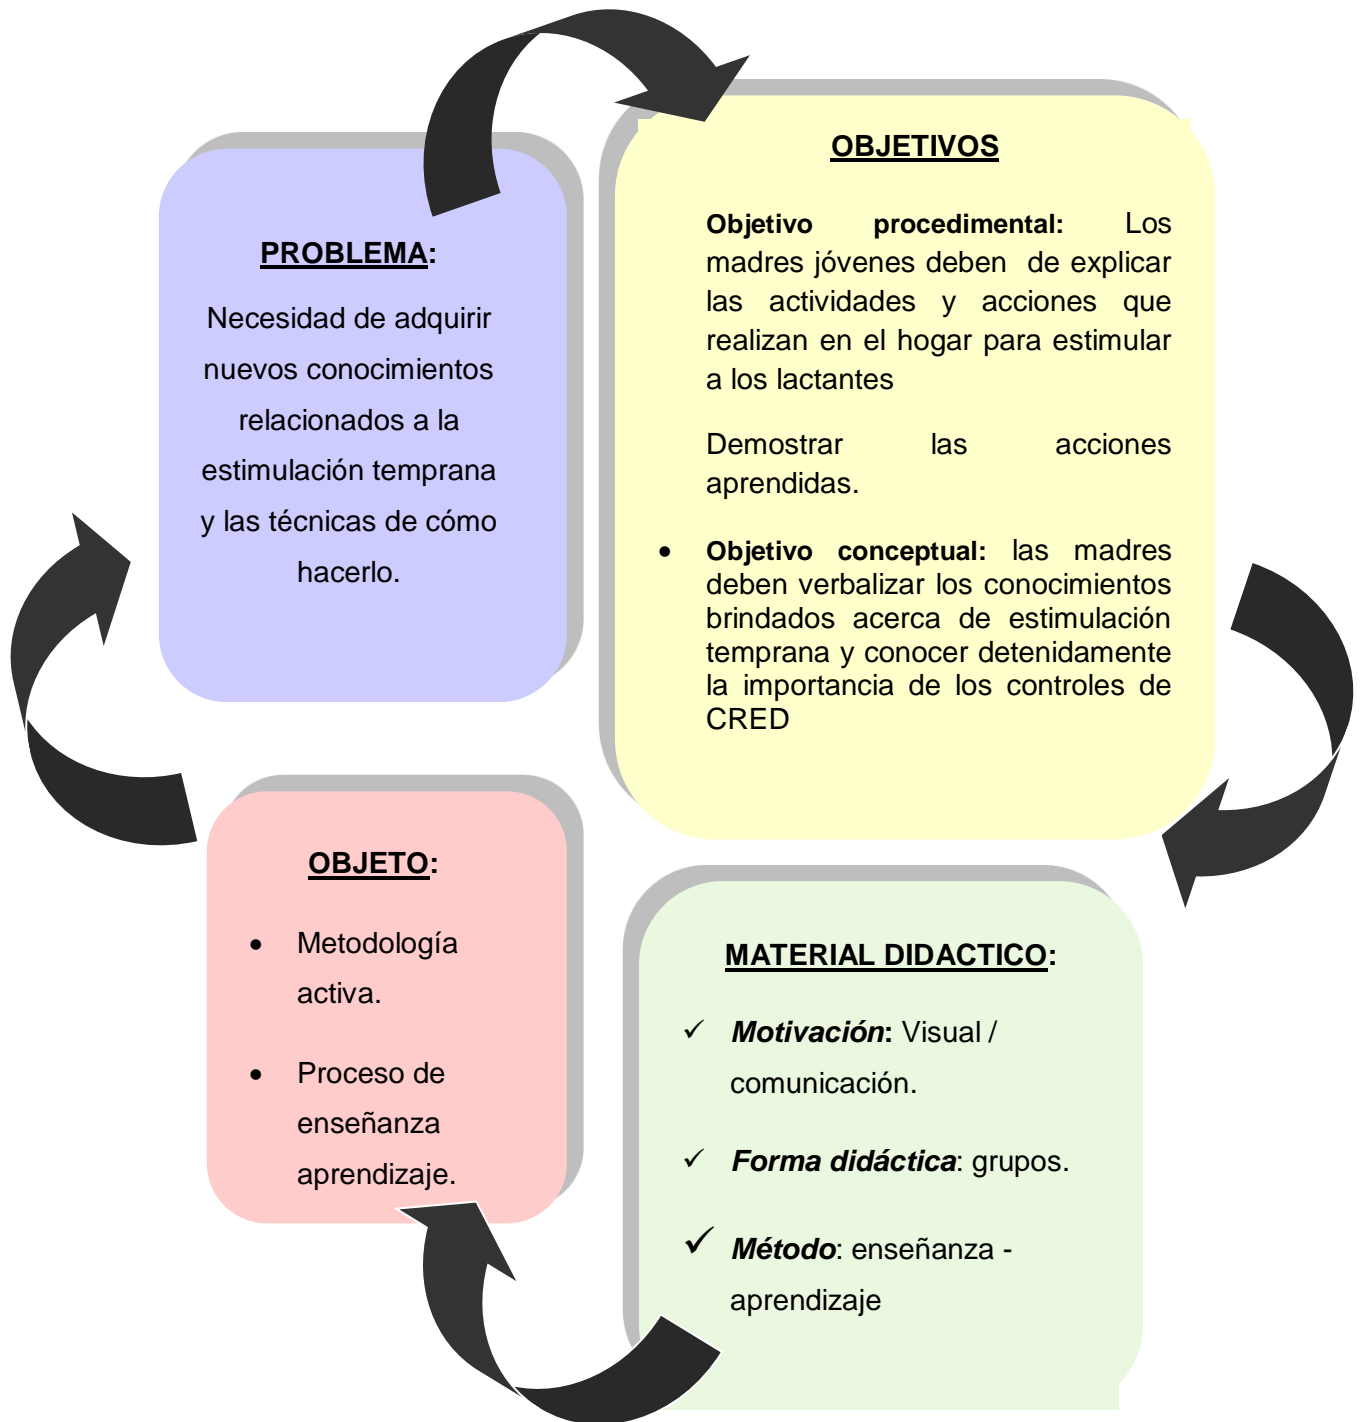 PROBLEMA:
Necesidad de adquirir
nuevos conocimientos
relacionados a la
estimulación temprana
y las técnicas de cómo
hacerlo.
OBJETIVOS
Objetivo procedimental: Los
madres jóvenes deben de explicar
las actividades y acciones que
realizan en el hogar para estimular
a los lactantes
Demostrar las acciones
aprendidas.
• Objetivo conceptual: las madres
deben verbalizar los conocimientos
brindados acerca de estimulación
temprana y conocer detenidamente
la importancia de los controles de
CRED
OBJETO:
• Metodología
activa.
• Proceso de
enseñanza
aprendizaje.
MATERIAL DIDACTICO:
✓ Motivación: Visual /
comunicación.
✓ Forma didáctica: grupos.
✓ Método: enseñanza -
aprendizaje